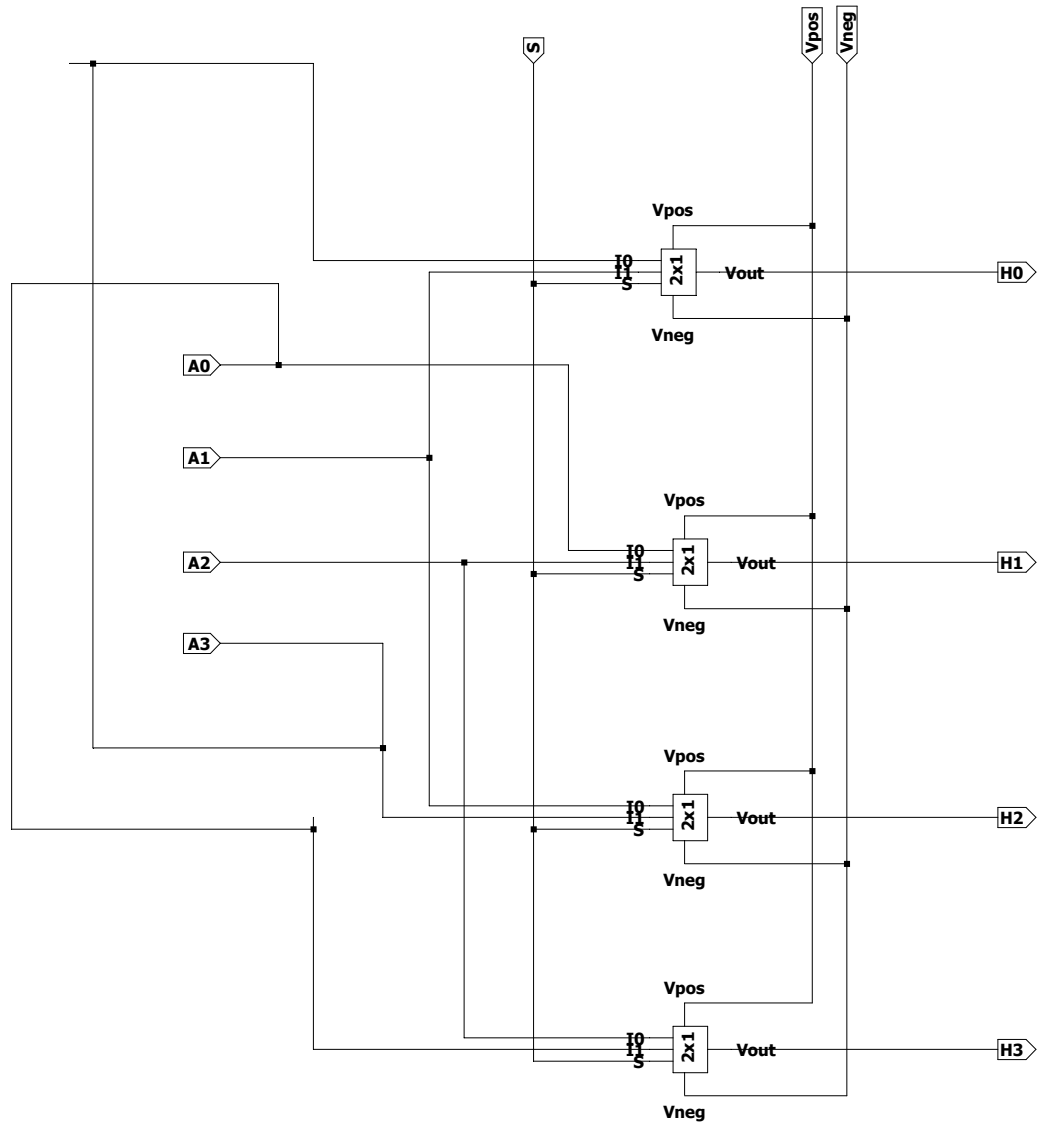 S
Vpos
Vneg
Vpos
I0
I1
S
2x1
Vout
H0
Vneg
A0
A1
Vpos
A2
I0
I1
S
2x1
Vout
H1
Vneg
A3
Vpos
I0
I1
S
2x1
Vout
H2
Vneg
Vpos
I0
I1
S
2x1
Vout
H3
Vneg